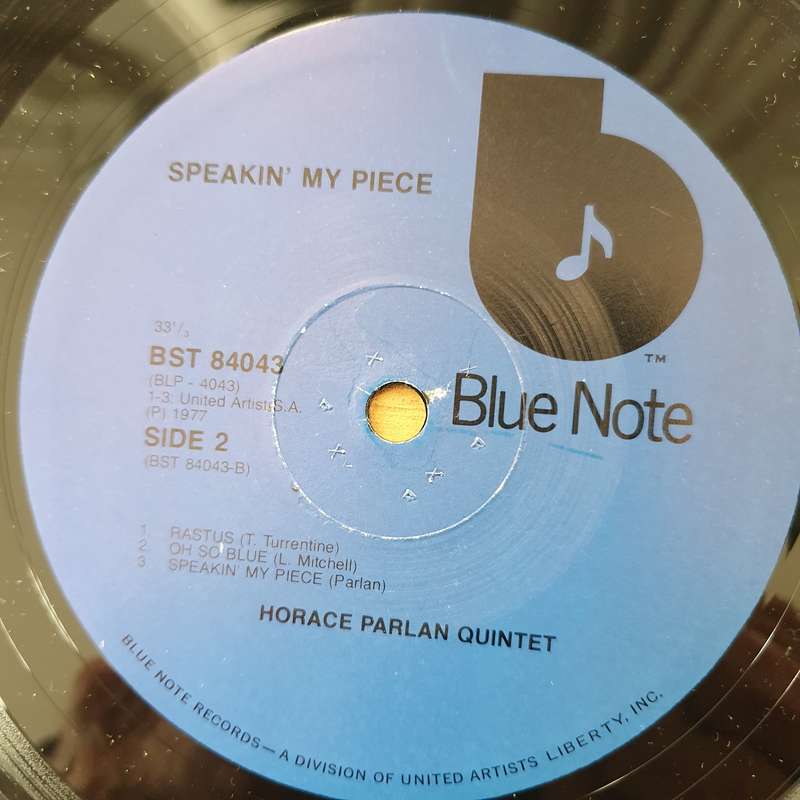 SPEAKIN' MY PIECE
33 1/3
BST 84043
(BLP - 4043)
1-3: United Artists S.A.
(P) 1977
SIDE 2
(BST 84043-B)
TM
Blue Note
1. RASTUS (T. Turrentine)
2. OH SO BLUE (L. Mitchell)
3 SPEAKIN' MY PIECE (Parlan)
HORACE PARLAN QUINTET
BLUE NOTE RECORDS — A DIVISION OF UNITED ARTISTS LIBERTY, INC.